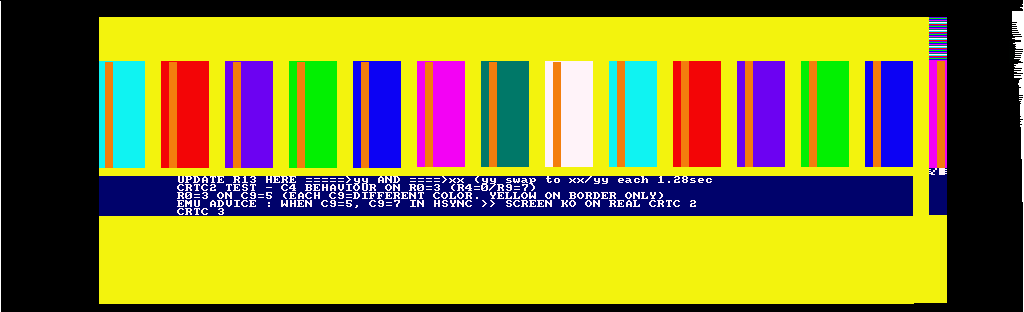 UPDATE R13 HERE =====>yy AND ====>xx (yy swap to xx/yy each 1.28sec
CRTC2 TEST - C4 BEHAVIOUR ON R0=3 (R4=0/R9=7)
R0=3 ON C9=5 (EACH C9=DIFFERENT COLOR. YELLOW ON BORDER ONLY)
EMU ADVICE : WHEN C9=5, C9=7 IN HSYNC >> SCREEN KO ON REAL CRTC 2
CRTC 3